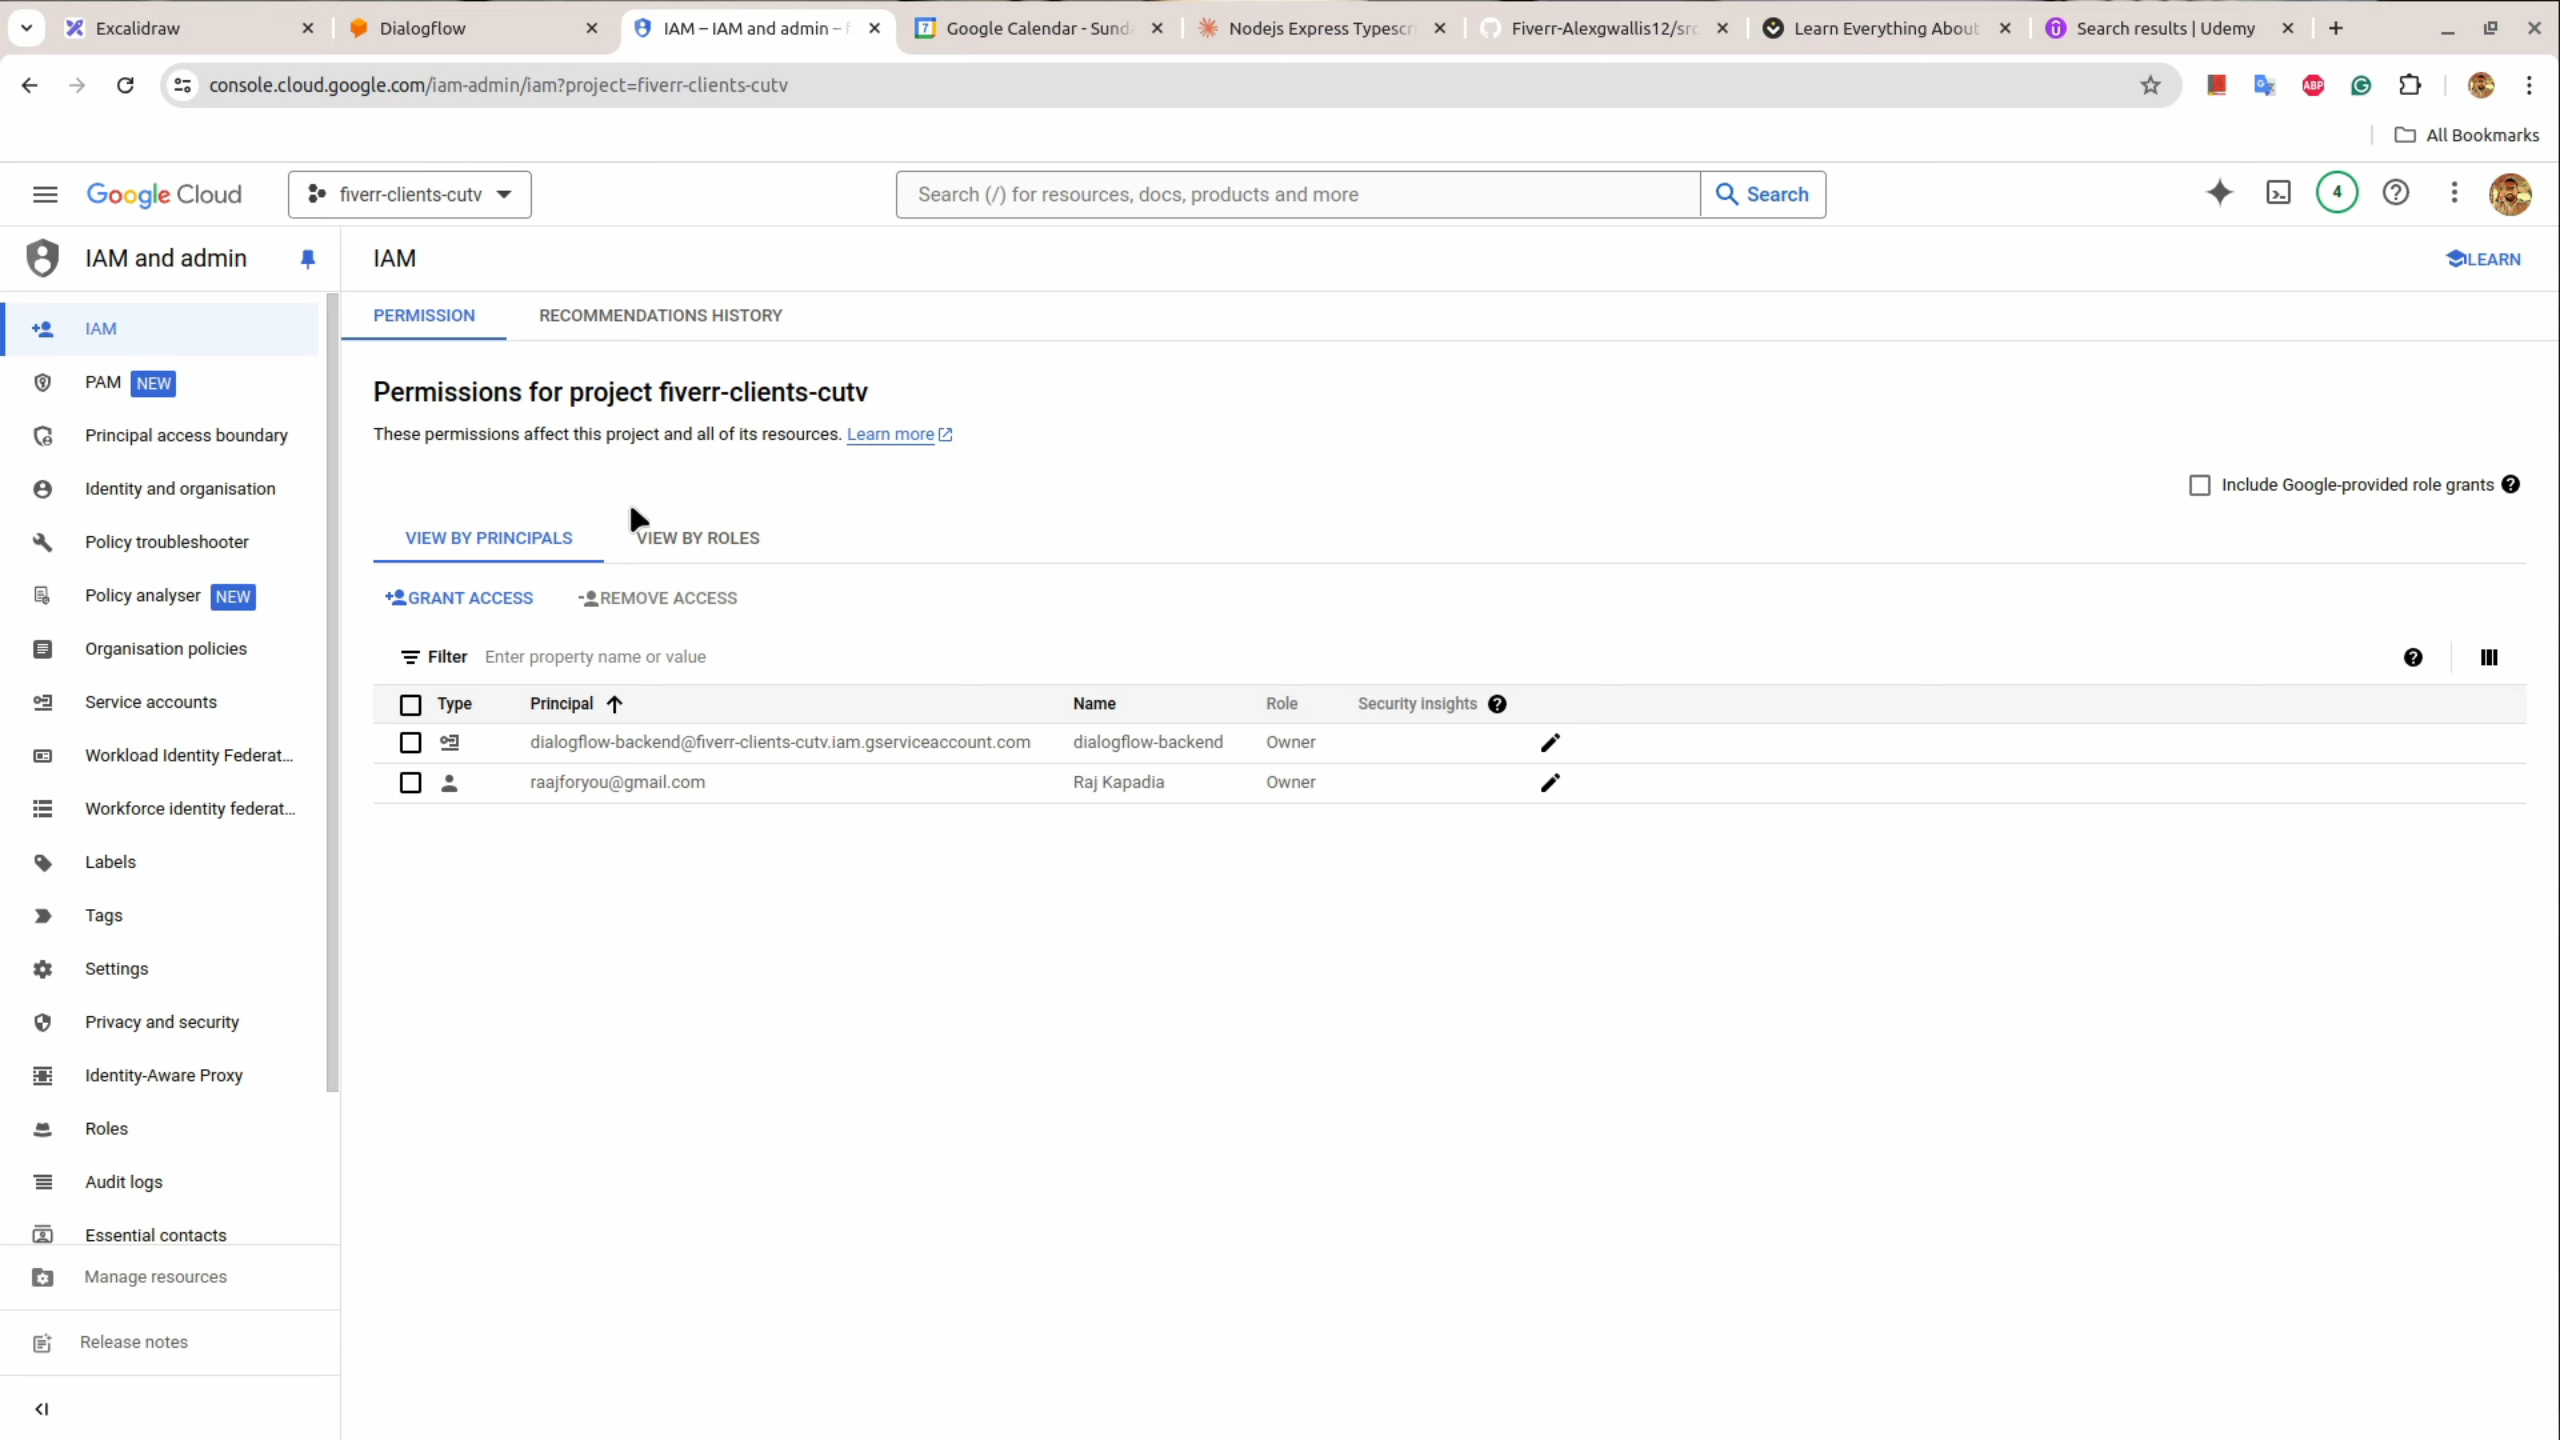 Excalidraw
Dialogflow
IAM – IAM and admin –
Google Calendar - Sund
Nodejs Express Typescr
Fiverr-Alexgwallis12/src
Learn Everything About
Search results | Udemy
console.cloud.google.com/iam-admin/iam?project=fiverr-clients-cutv
ABP
All Bookmarks
Google Cloud
fiverr-clients-cutv
Search (/) for resources, docs, products and more
Search
4
IAM and admin
IAM
LEARN
IAM
PAM NEW
Principal access boundary
Identity and organisation
Policy troubleshooter
Policy analyser NEW
Organisation policies
Service accounts
Workload Identity Federat...
Workforce identity federat...
Labels
Tags
Settings
Privacy and security
Identity-Aware Proxy
Roles
Audit logs
Essential contacts
Manage resources
Release notes
PERMISSION
RECOMMENDATIONS HISTORY
Permissions for project fiverr-clients-cutv
These permissions affect this project and all of its resources. Learn more
Include Google-provided role grants
VIEW BY PRINCIPALS
VIEW BY ROLES
GRANT ACCESS
REMOVE ACCESS
Filter Enter property name or value
Type Principal Name Role Security insights
dialogflow-backend@fiverr-clients-cutv.iam.gserviceaccount.com dialogflow-backend Owner
raajforyou@gmail.com Raj Kapadia Owner